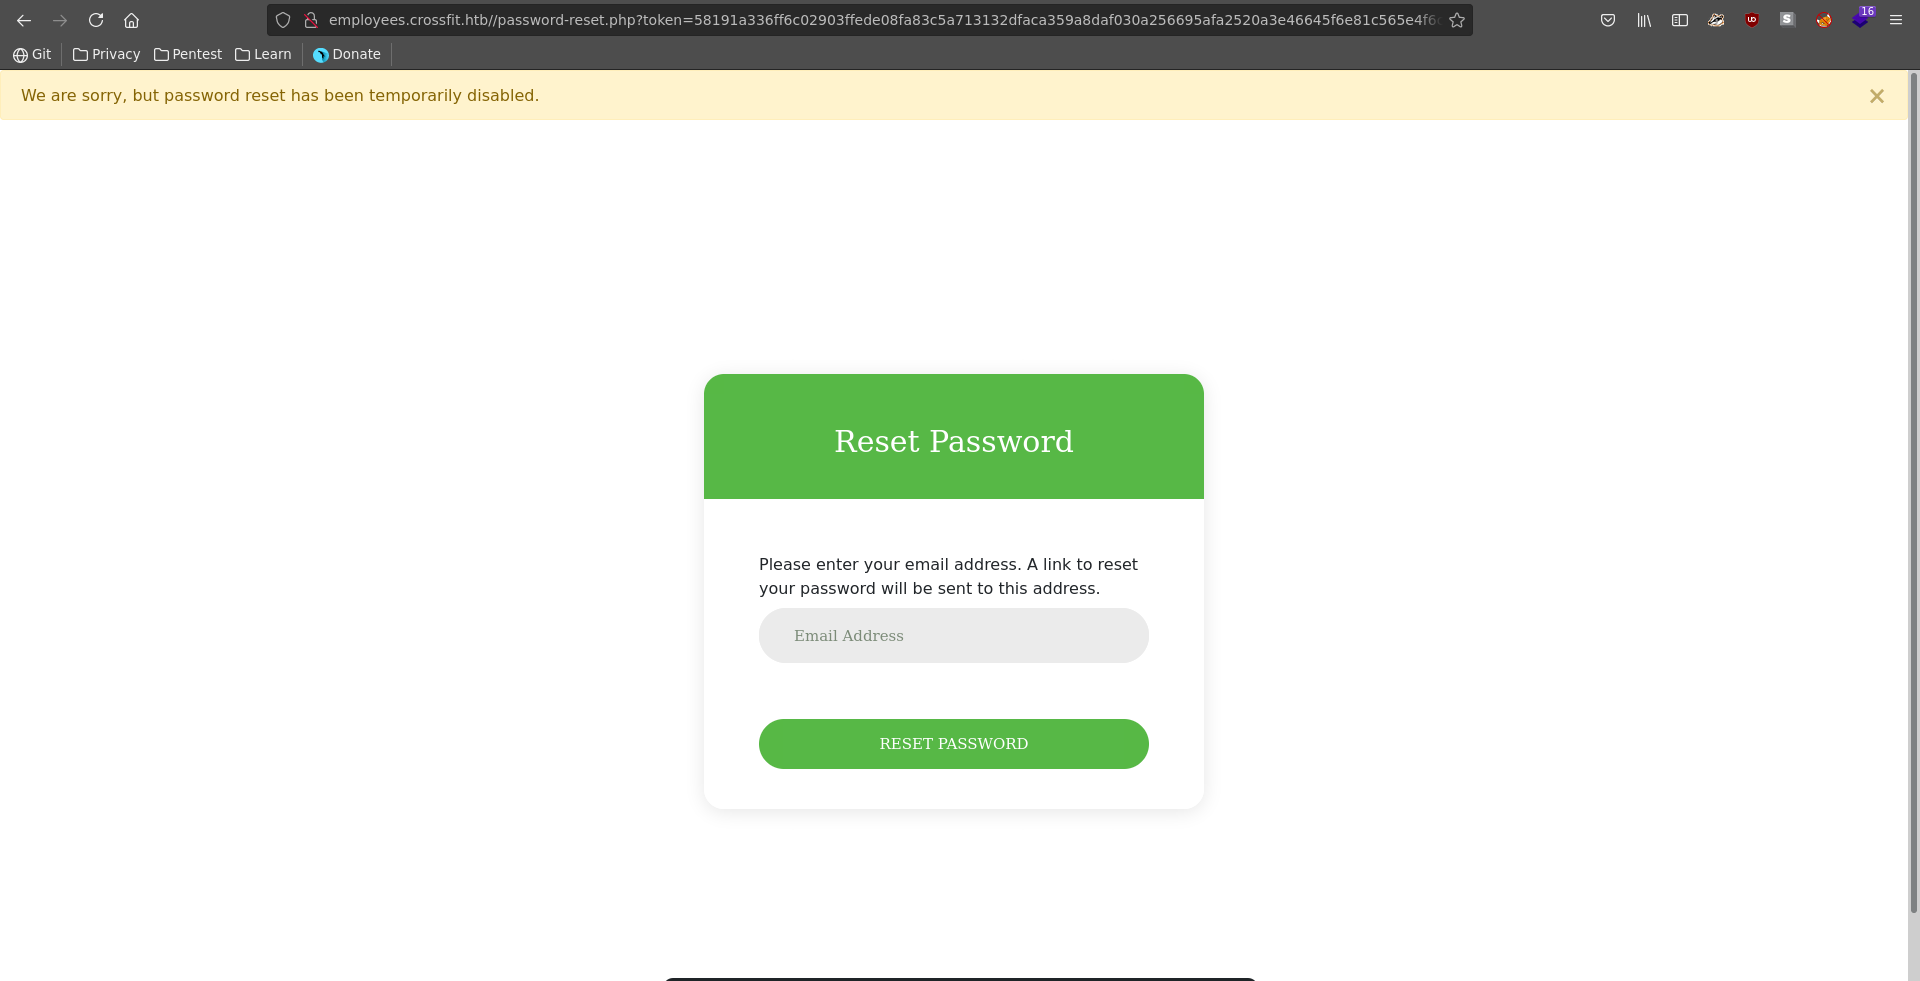 employees.crossfit.htb//password-reset.php?token=58191a336ff6c02903ffede08fa83c5a713132dfaca359a8daf030a256695afa2520a3e46645f6e81c565e4f6
16
Git Privacy Pentest Learn Donate
We are sorry, but password reset has been temporarily disabled.
Reset Password
Please enter your email address. A link to reset
your password will be sent to this address.
Email Address
RESET PASSWORD